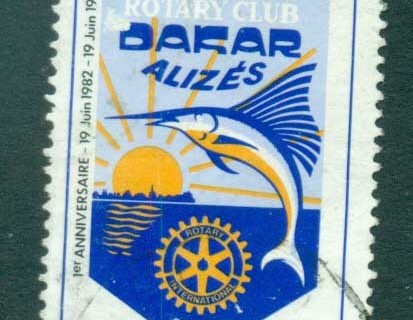 ROTARY CLUB
DAKAR
ALIZÉS
1er ANNIVERSAIRE - 19 Juin 1982 - 19 Juin
ROTARY
INTERNATIONAL